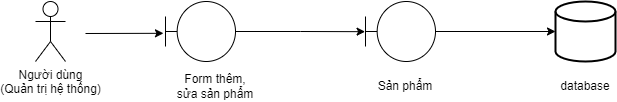 Người dùng
(Quản trị hệ thống)
Form thêm,
sửa sản phẩm
Sản phẩm
database